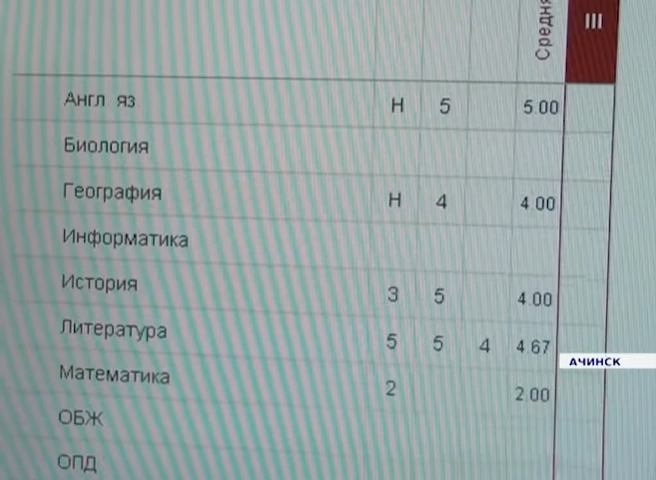 Средня
III
Англ яз Н 5 5.00
Биология
География Н 4 4.00
Информатика
История 3 5 4.00
Литература 5 5 4 4.67
АЧИНСК
Математика 2 2.00
ОБЖ
ОПД